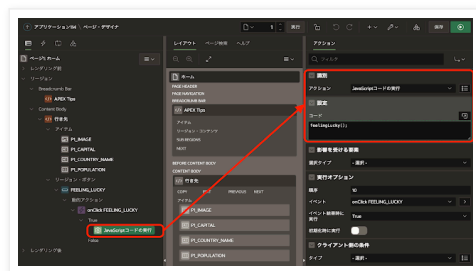 アプリケーション114 \ ページ・デザイナ
1
実行
保存
ページ1: ホーム
レンダリング前
リージョン
Breadcrumb Bar
APEX Tips
Content Body
行き先
アイテム
P1_IMAGE
P1_CAPITAL
P1_COUNTRY_NAME
P1_POPULATION
リージョン・ボタン
FEELING_LUCKY
動的アクション
onClick FEELING_LUCKY
True
JavaScriptコードの実行
False
レンダリング後
レイアウト ページ検索 ヘルプ
ホーム
PAGE HEADER
PAGE NAVIGATION
BREADCRUMB BAR
APEX Tips
アイテム
リージョン・コンテンツ
SUB REGIONS
NEXT
BEFORE CONTENT BODY
CONTENT BODY
行き先
COPY EDIT PREVIOUS NEXT
アイテム
P1_IMAGE
P1_CAPITAL
P1_COUNTRY_NAME
P1_POPULATION
アクション
フィルタ
識別
アクション JavaScriptコードの実行
設定
コード
feelingLucky();
影響を受ける要素
選択タイプ - 選択 -
実行オプション
順序 10
イベント onClick FEELING_LUCKY
イベント結果時に実行 True
初期化時に実行
クライアント側の条件
タイプ - 選択 -